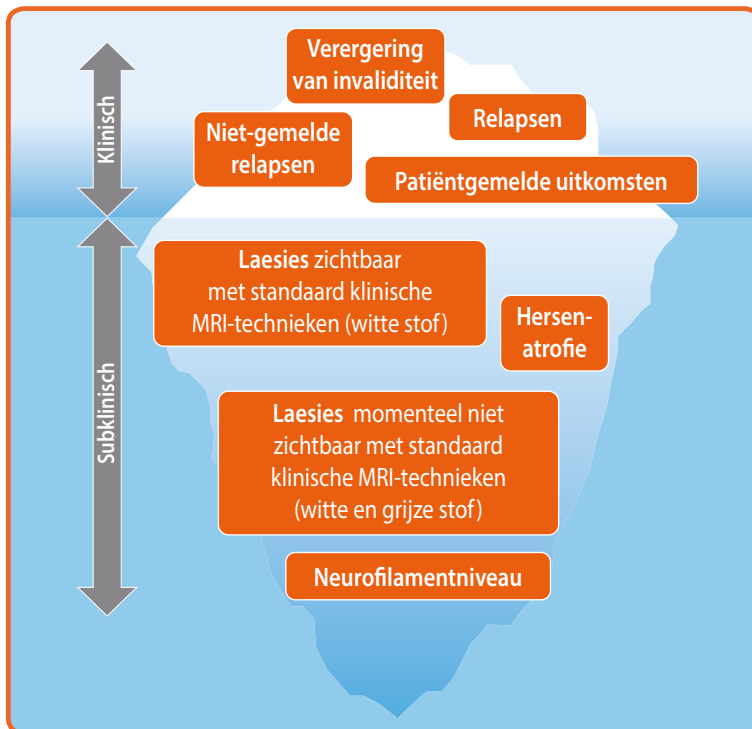 Klinisch
Verergering
van invaliditeit
Relapsen
Niet-gemelde
relapsen
Patiëntgemelde uitkomsten
Subklinisch
Laesies zichtbaar
met standaard klinische
MRI-technieken (witte stof)
Hersen-
atrofie
Laesies momenteel niet
zichtbaar met standaard
klinische MRI-technieken
(witte en grijze stof)
Neurofilamentniveau